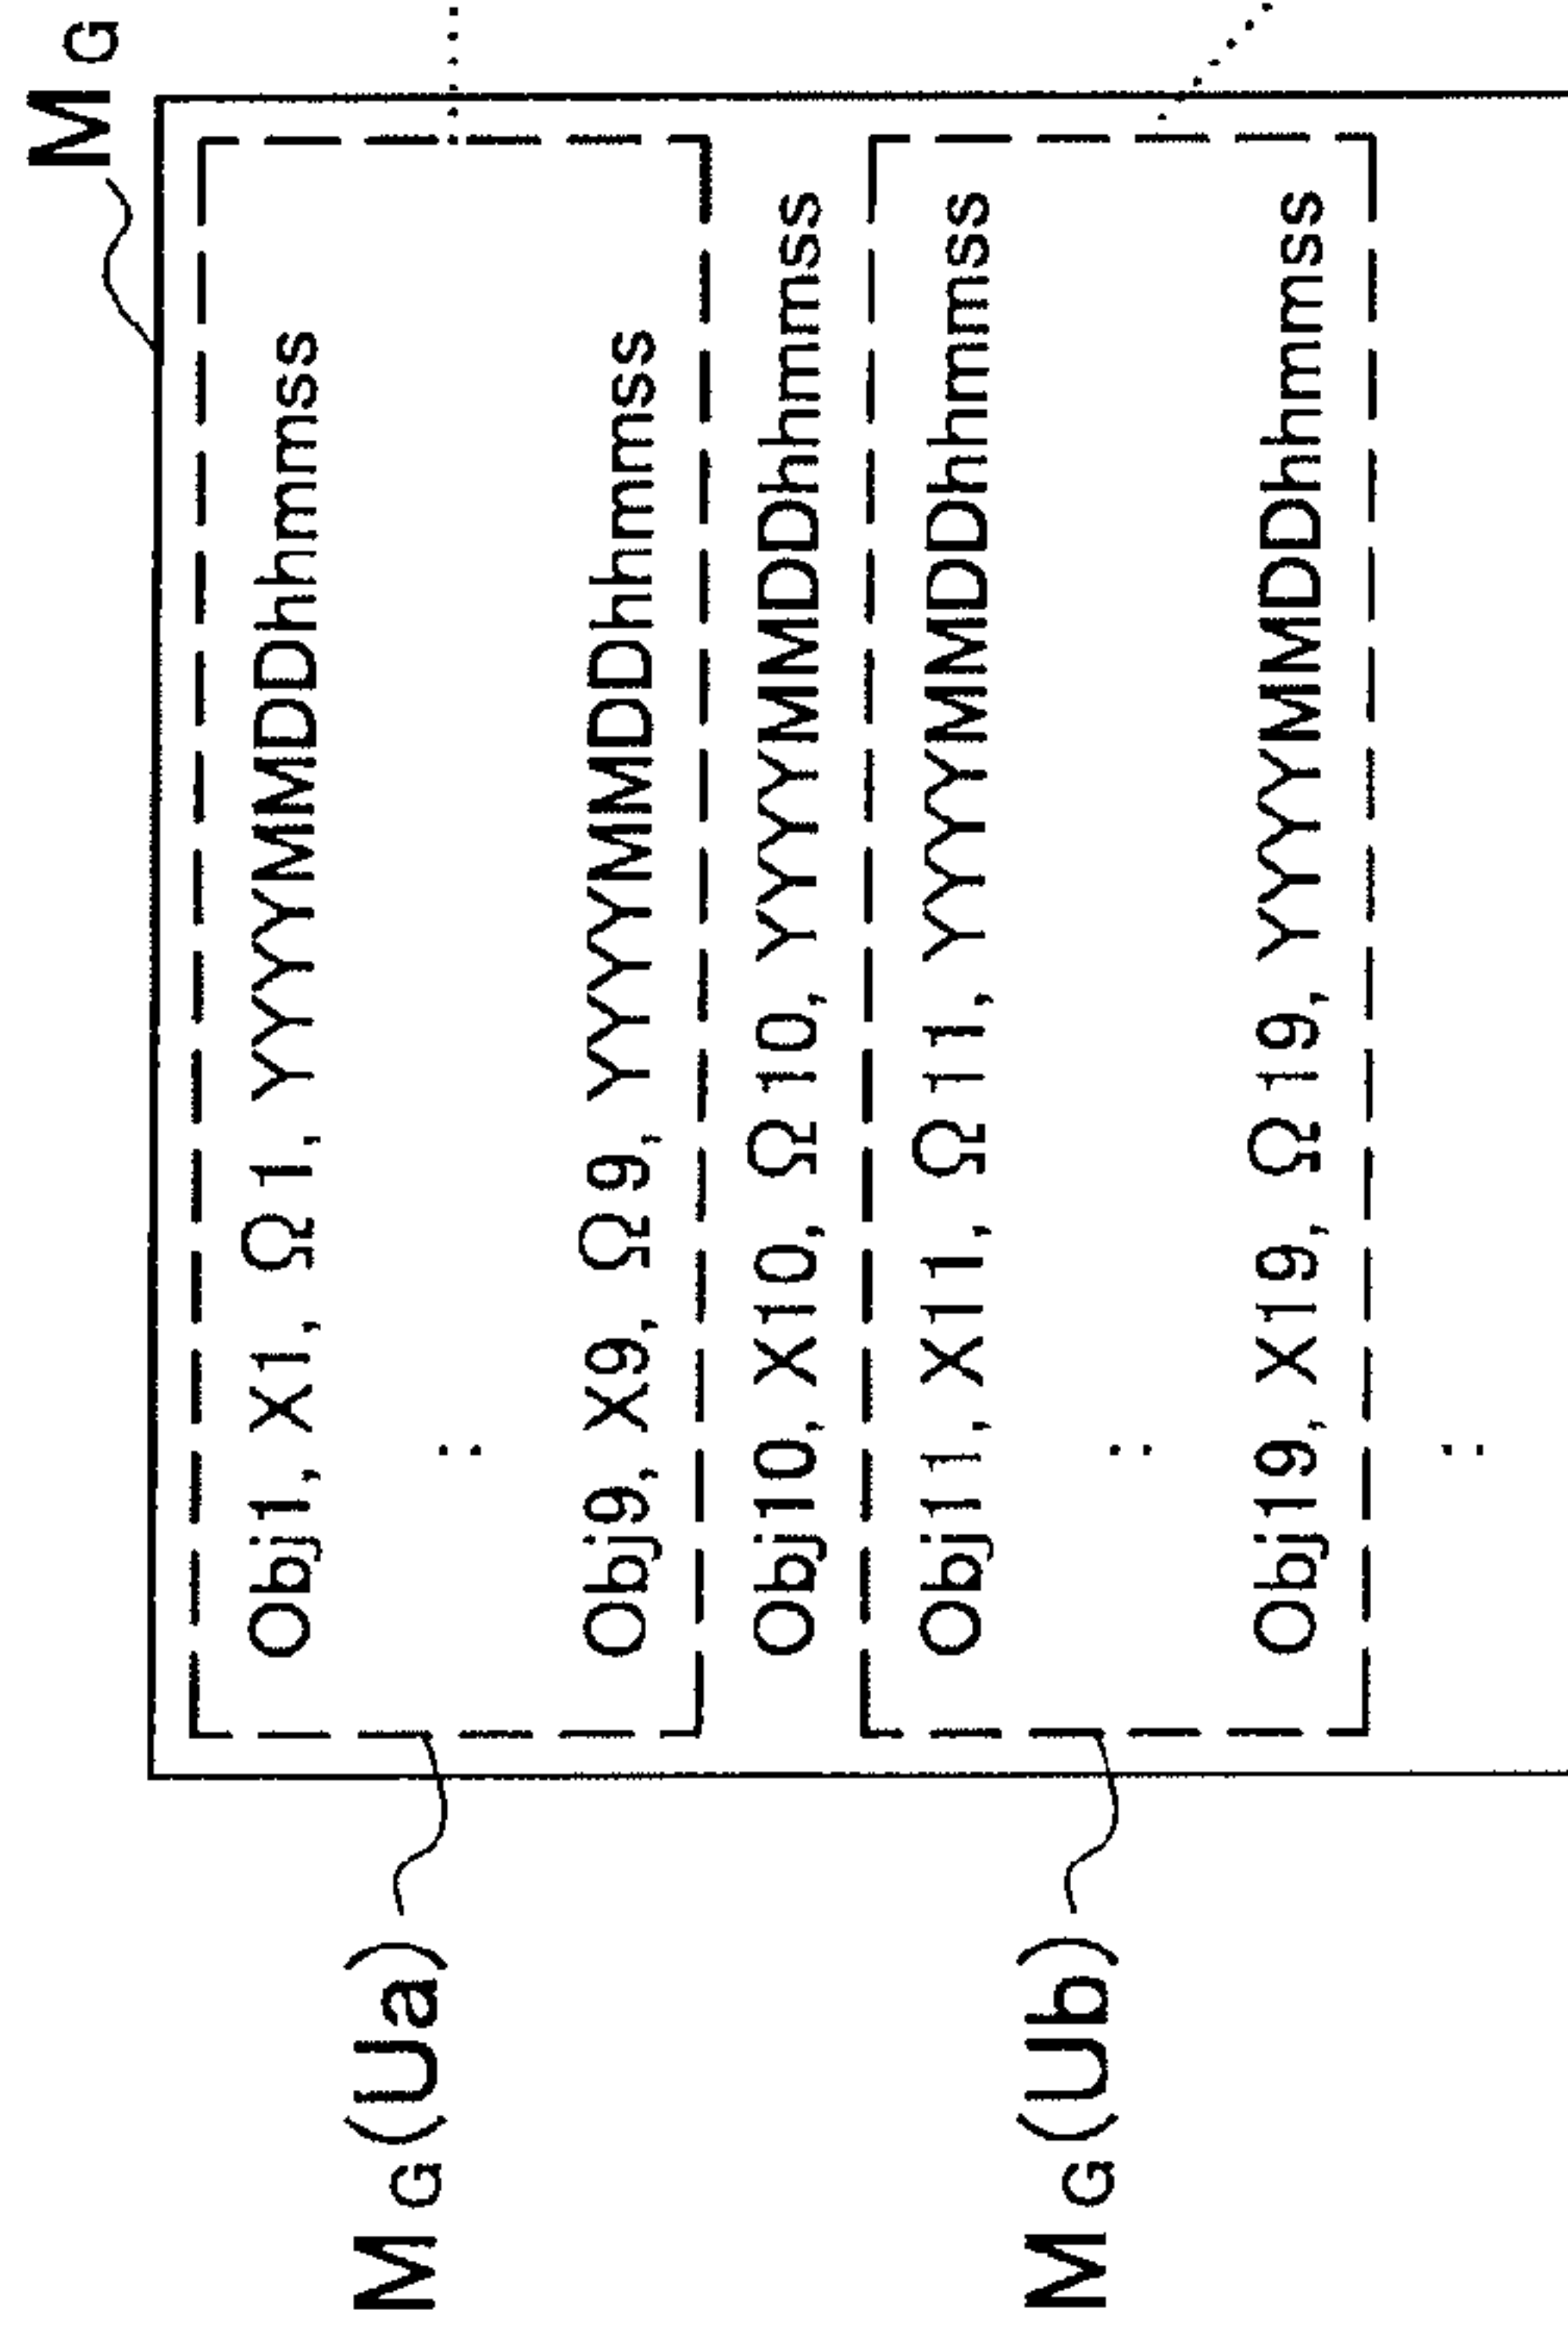 MG
Obj1, X1, Ω1, YYYYMMDDhhmmss
MG(Ua)
:
Obj9, X9, Ω9, YYYYMMDDhhmmss
Obj10, X10, Ω10, YYYYMMDDhhmmss
Obj11, X11, Ω11, YYYYMMDDhhmmss
MG(Ub)
:
Obj19, X19, Ω19, YYYYMMDDhhmmss
: